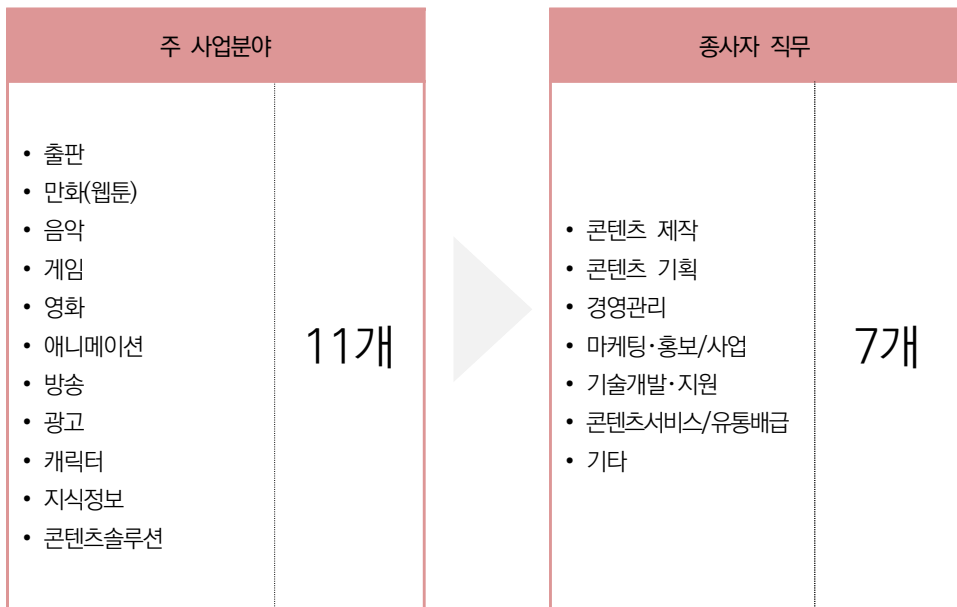 주 사업분야
• 출판
• 만화(웹툰)
• 음악
• 게임
• 영화
• 애니메이션
• 방송
• 광고
• 캐릭터
• 지식정보
• 콘텐츠솔루션
11개
종사자 직무
• 콘텐츠 제작
• 콘텐츠 기획
• 경영관리
• 마케팅·홍보/사업
• 기술개발·지원
• 콘텐츠서비스/유통배급
• 기타
7개